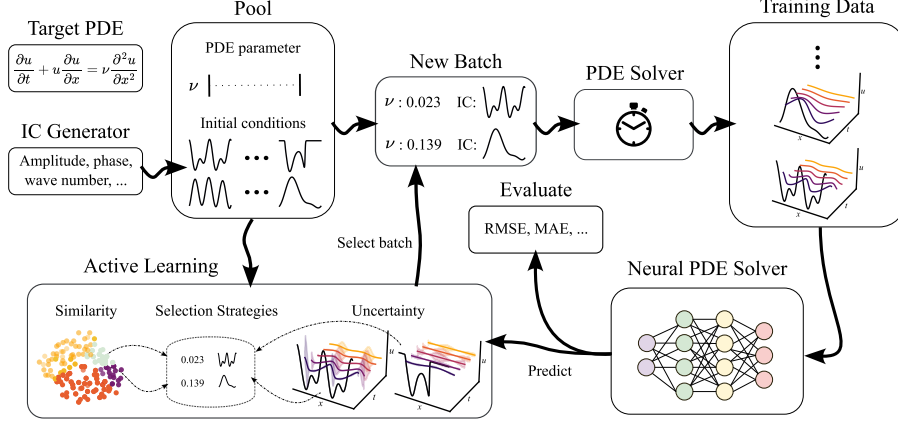 Target PDE
∂u/∂t + u ∂u/∂x = ν ∂²u/∂x²
IC Generator
Amplitude, phase,
wave number, ...
Pool
PDE parameter
ν
Initial conditions
New Batch
ν : 0.023 IC:
ν : 0.139 IC:
PDE Solver
Training Data
u
x
t
u
x
t
Evaluate
RMSE, MAE, ...
Select batch
Active Learning
Similarity
Selection Strategies
Uncertainty
0.023
0.139
u
x
t
u
x
t
Predict
Neural PDE Solver